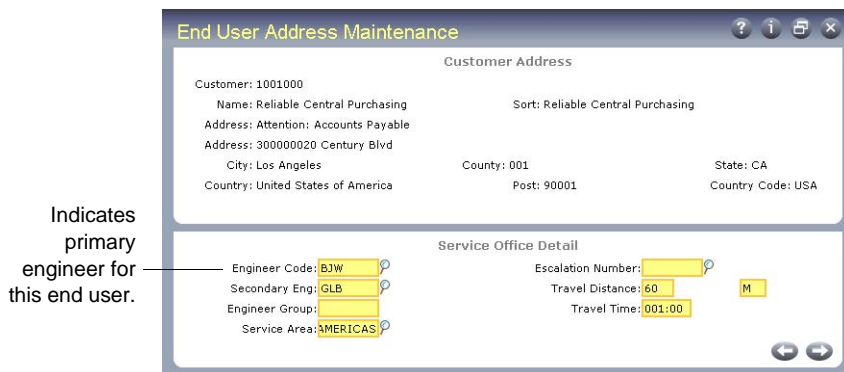 End User Address Maintenance
Customer Address
Customer: 1001000
Name: Reliable Central Purchasing Sort: Reliable Central Purchasing
Address: Attention: Accounts Payable
Address: 300000020 Century Blvd
City: Los Angeles County: 001 State: CA
Country: United States of America Post: 90001 Country Code: USA
Indicates
primary
engineer for
this end user.
Service Office Detail
Engineer Code: BJW Escalation Number:
Secondary Eng: GLB Travel Distance: 60 M
Engineer Group: Travel Time: 001:00
Service Area: AMERICAS